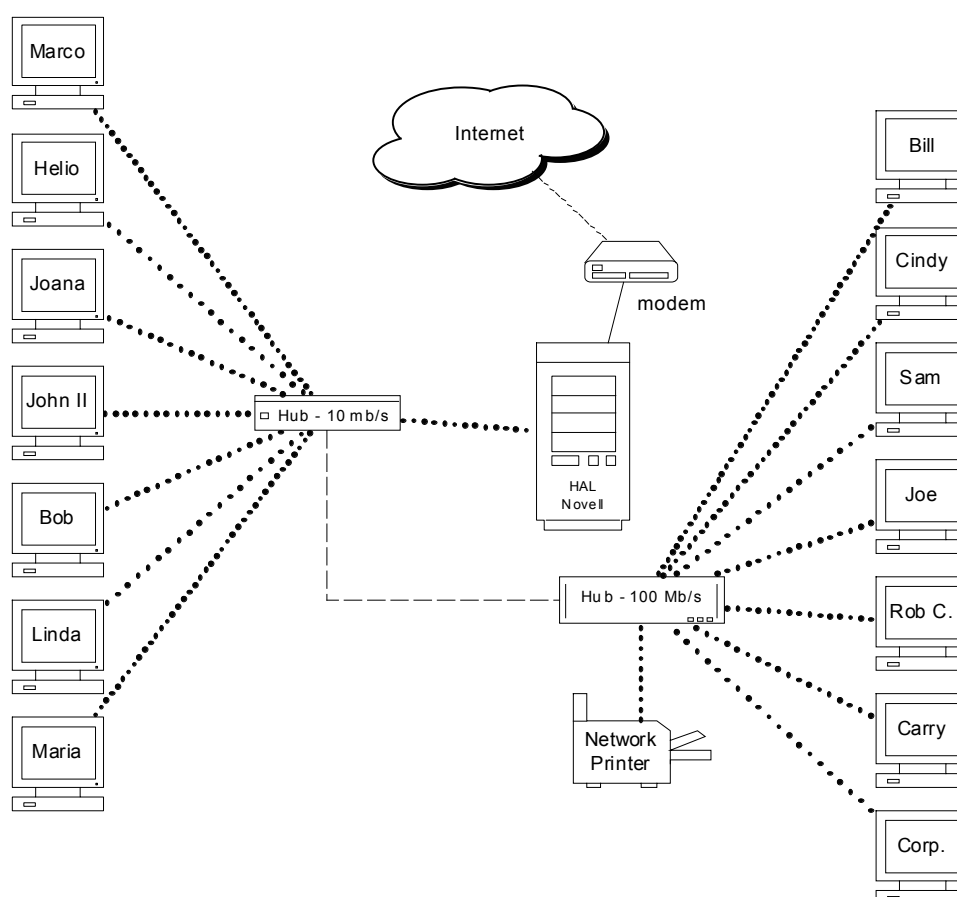 Marco
Helio
Joana
John II
Bob
Linda
Maria
Internet
modem
Hub - 10 mb/s
HAL
Novell
Hub - 100 Mb/s
Network
Printer
Bill
Cindy
Sam
Joe
Rob C.
Carry
Corp.